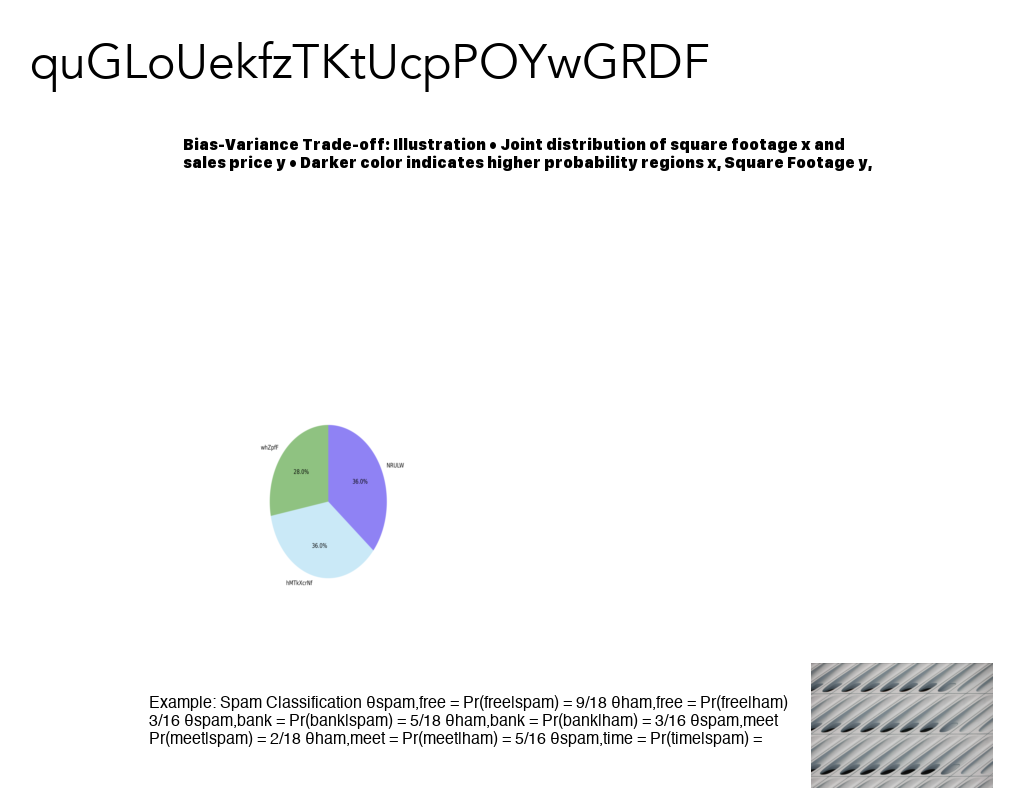 quGLoUekfzTKtUcpPOYwGRDF
Bias-Variance Trade-off: Illustration • Joint distribution of square footage x and
sales price y • Darker color indicates higher probability regions x, Square Footage y,
whZpfF
NRULW
28.0%
36.0%
36.0%
hMTkXcrNf
Example: Spam Classification θspam,free = Pr(free|spam) = 9/18 θham,free = Pr(free|ham)
3/16 θspam,bank = Pr(bank|spam) = 5/18 θham,bank = Pr(bank|ham) = 3/16 θspam,meet
Pr(meet|spam) = 2/18 θham,meet = Pr(meet|ham) = 5/16 θspam,time = Pr(time|spam) =